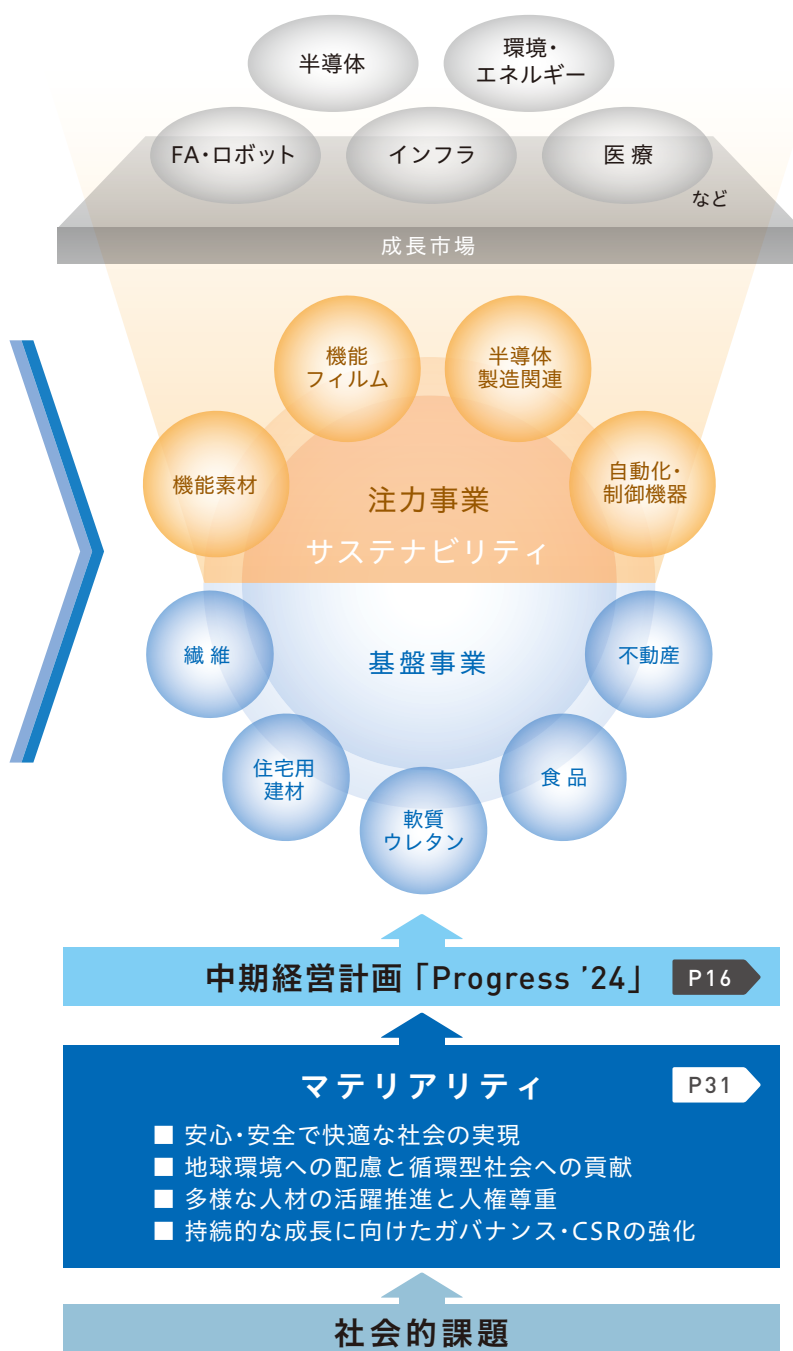 半導体
環境・
エネルギー
FA・ロボット
インフラ
医療
など
成長市場
機能
フィルム
半導体
製造関連
機能素材
自動化・
制御機器
注力事業
サステナビリティ
基盤事業
繊維
不動産
住宅用
建材
食品
軟質
ウレタン
中期経営計画「Progress ’24」 P16
マテリアリティ P31
■ 安心・安全で快適な社会の実現
■ 地球環境への配慮と循環型社会への貢献
■ 多様な人材の活躍推進と人権尊重
■ 持続的な成長に向けたガバナンス・CSRの強化
社会的課題